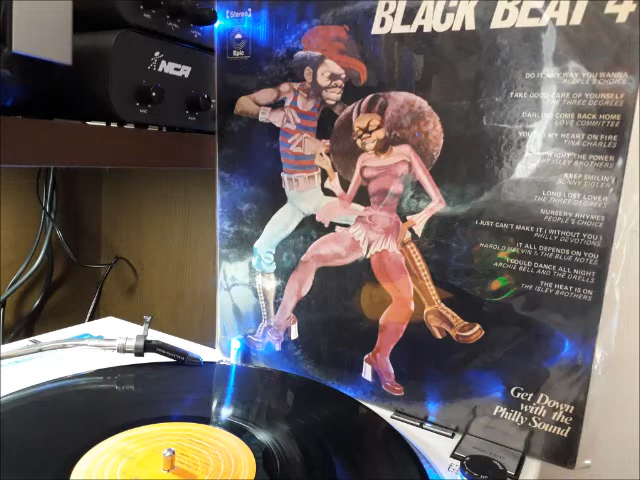 BLACK BEAT 4
[Stereo]
Epic
NCA
MIC
AUX
DO IT ANY WAY YOU WANNA
PEOPLE'S CHOICE
TAKE GOOD CARE OF YOURSELF
THE THREE DEGREES
DARLING COME BACK HOME
LOVE COMMITTEE
MY HEART ON FIRE
TINA CHARLES
THE POWER
ISLEY BROTHERS
KEEP SMILIN'
BUNNY SIGLER
LONG LOST LOVER
THE THREE DEGREES
NURSERY RHYMES
PEOPLE'S CHOICE
I JUST CAN'T MAKE IT (WITHOUT YOU)
PHILLY DEVOTIONS
IT ALL DEPENDS ON YOU
HAROLD MELVIN'S THE BLUE NOTES
I COULD DANCE ALL NIGHT
ARCHIE BELL AND THE DRELLS
THE HEAT IS ON
THE ISLEY BROTHERS
Get Down
with the
Philly Sound